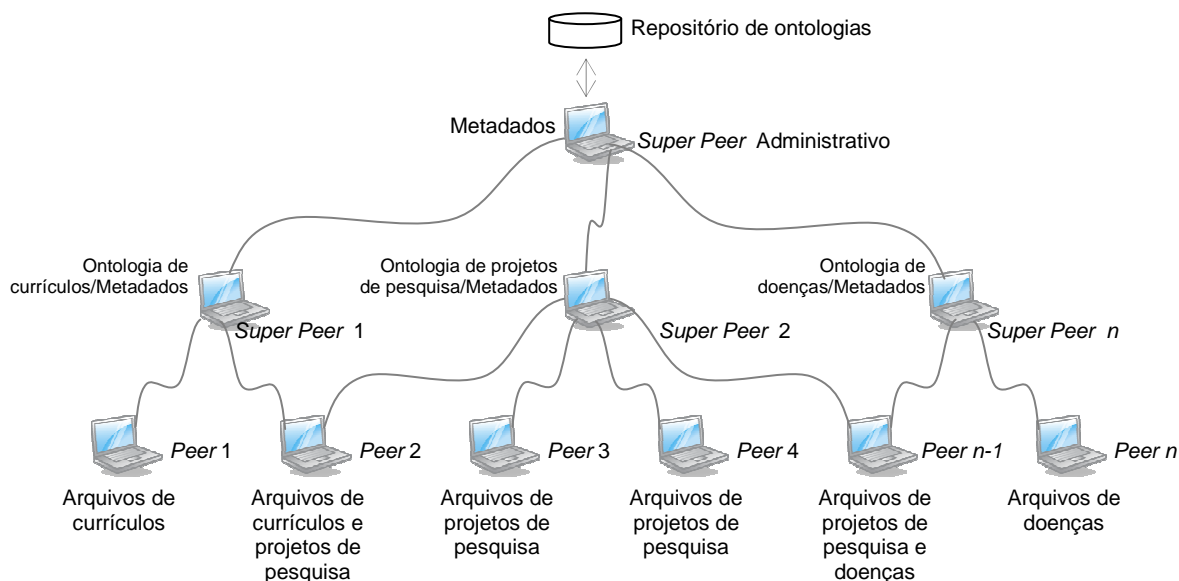 Repositório de ontologias
Metadados
Super Peer Administrativo
Ontologia de
currículos/Metadados
Super Peer 1
Ontologia de projetos
de pesquisa/Metadados
Super Peer 2
Ontologia de
doenças/Metadados
Super Peer n
Peer 1
Peer 2
Peer 3
Peer 4
Peer n-1
Peer n
Arquivos de
currículos
Arquivos de
currículos e
projetos de
pesquisa
Arquivos de
projetos de
pesquisa
Arquivos de
projetos de
pesquisa
Arquivos de
projetos de
pesquisa e
doenças
Arquivos de
doenças